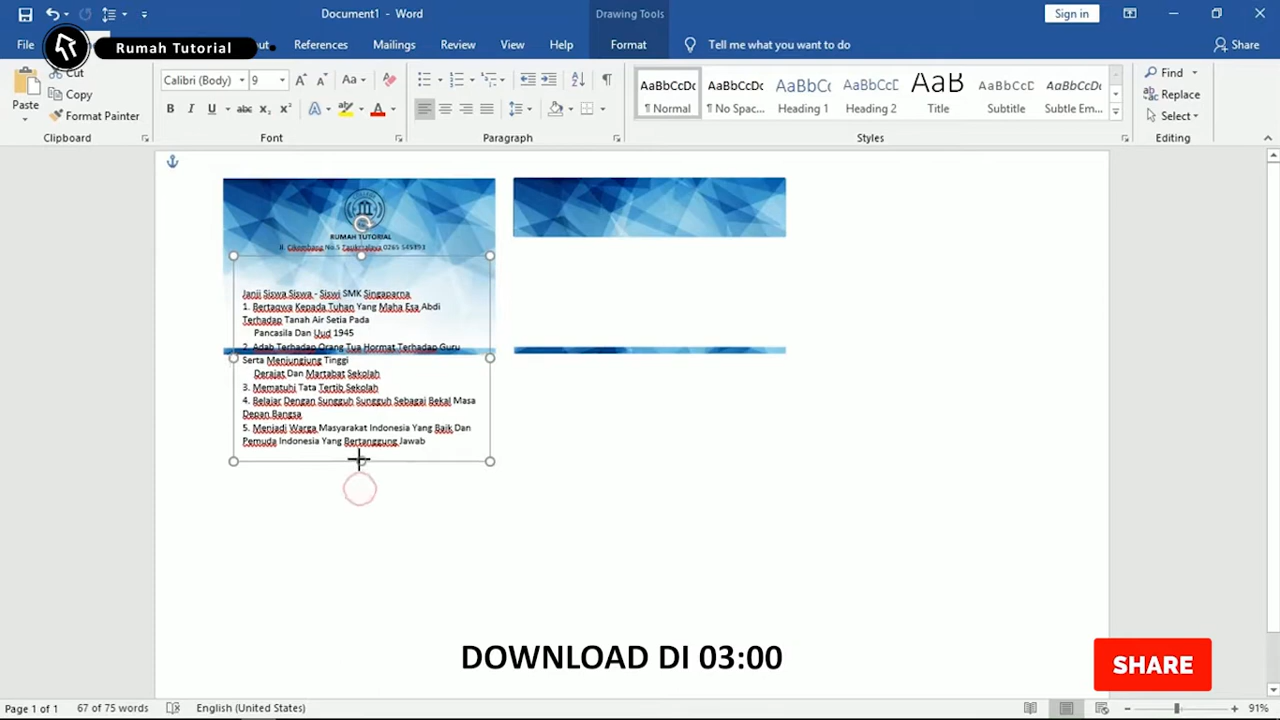 Document1 - Word
Drawing Tools
Sign in
File
Rumah Tutorial
References
Mailings
Review
View
Help
Format
Tell me what you want to do
Share
Paste
Cut
Copy
Format Painter
Clipboard
Calibri (Body)
9
Font
Paragraph
AaBbCcDc
¶ Normal
AaBbCcDc
¶ No Spac...
AaBbCc
Heading 1
AaBbCcC
Heading 2
AaB
Title
AaBbCcC
Subtitle
AaBbCcDc
Subtle Em...
Styles
Find
Replace
Select
Editing
RUMAH TUTORIAL
Janji Siswa Siswa - Siswi SMK Singaparna
1. Bertaqwa Kepada Tuhan Yang Maha Esa Abdi
Terhadap Tanah Air Setia Pada
Pancasila Dan Uud 1945
2. Adab Terhadap Orang Tua Hormat Terhadap Guru
Serta Menjungjung Tinggi
Derajat Dan Martabat Sekolah
3. Mematuhi Tata Tertib Sekolah
4. Belajar Dengan Sungguh Sungguh Sebagai Bekal Masa
Depan Bangsa
5. Menjadi Warga Masyarakat Indonesia Yang Baik Dan
Pemuda Indonesia Yang Bertanggung Jawab
DOWNLOAD DI 03:00
SHARE
Page 1 of 1
67 of 75 words
English (United States)
91%